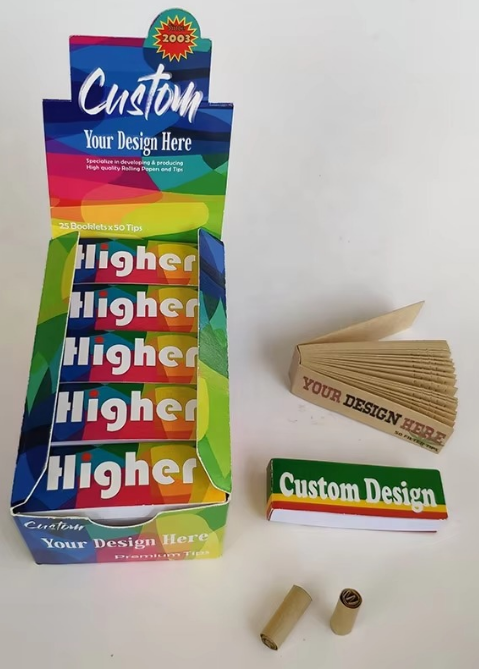 2003
Custom
Your Design Here
Specialize in developing & producing
High quality Rolling Papers and Tips
25 Booklets x 50 Tips
Higher
Higher
Higher
Higher
Higher
Custom
Your Design Here
Premium Tips
YOUR DESIGN HERE
Custom Design